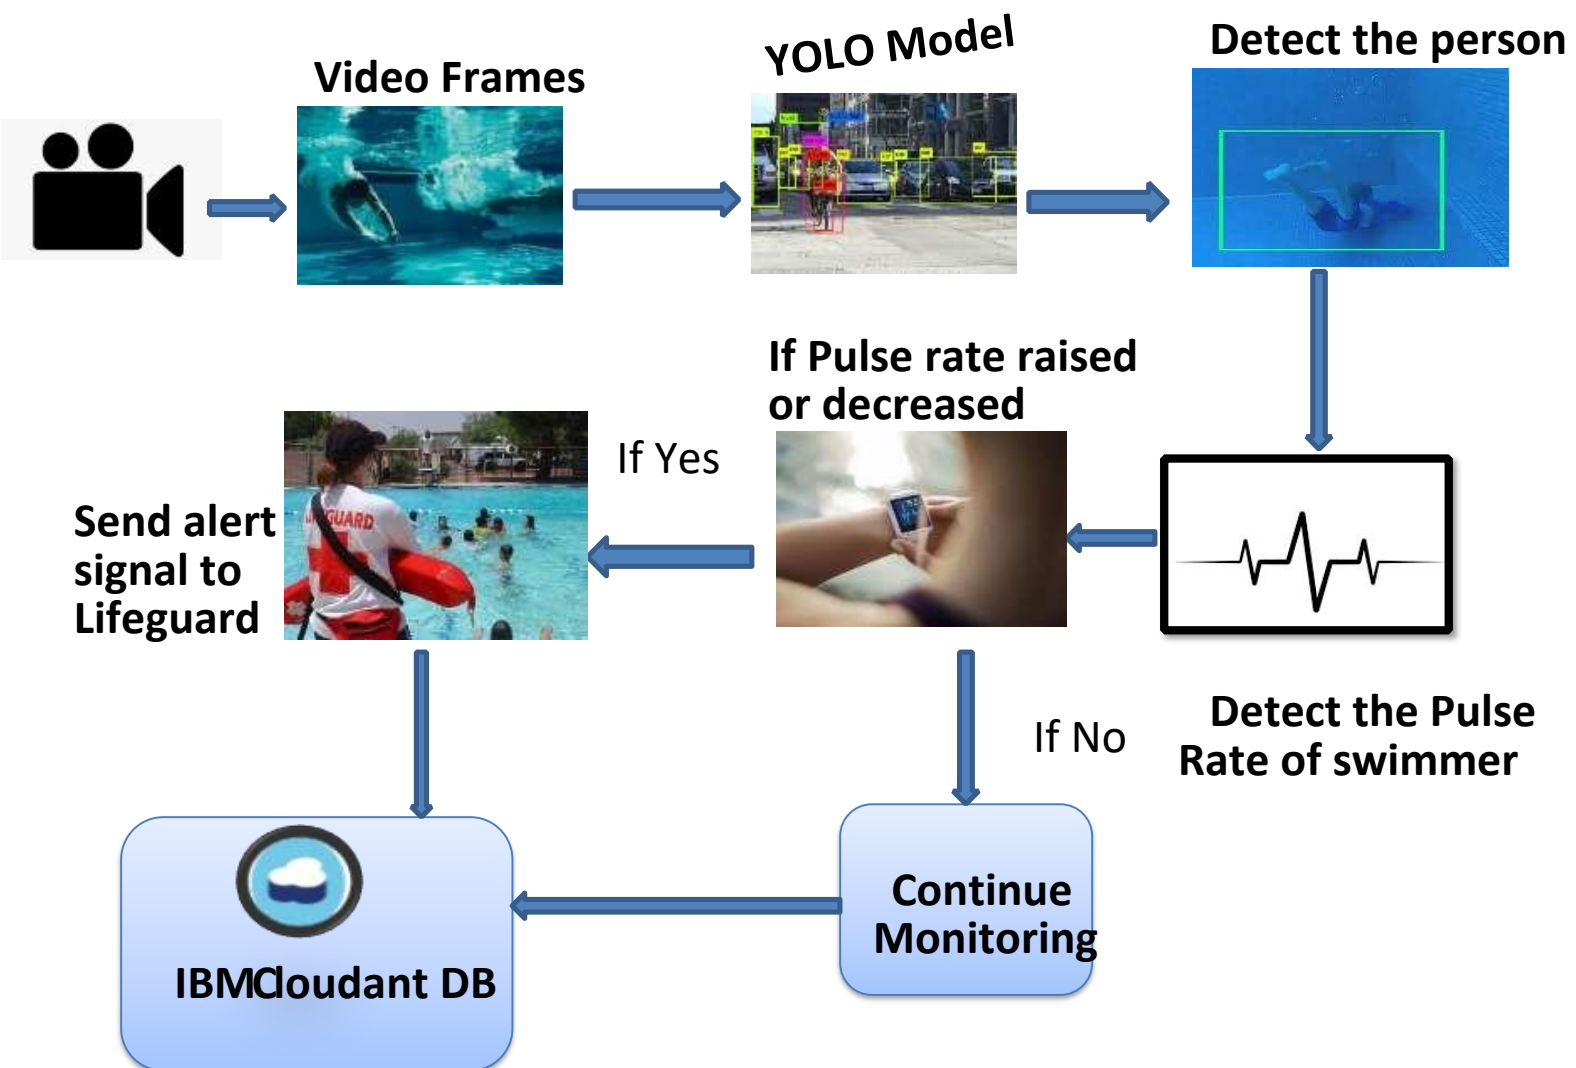 Video Frames
YOLO Model
Detect the person
If Pulse rate raised
or decreased
If Yes
Send alert
signal to
Lifeguard
GUARD
Detect the Pulse
Rate of swimmer
If No
Continue
Monitoring
IBMCloudant DB